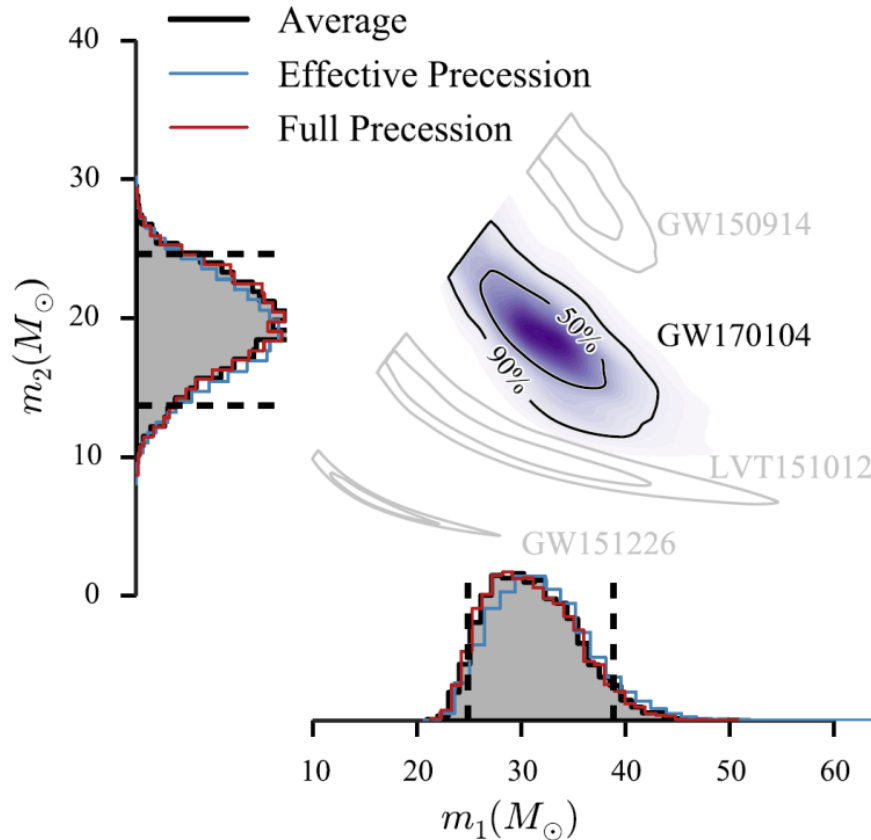 Average
Effective Precession
Full Precession
40
30
20
10
0
m₂(M⊙)
GW150914
GW170104
50%
90%
LVT151012
GW151226
10 20 30 40 50 60
m₁(M⊙)